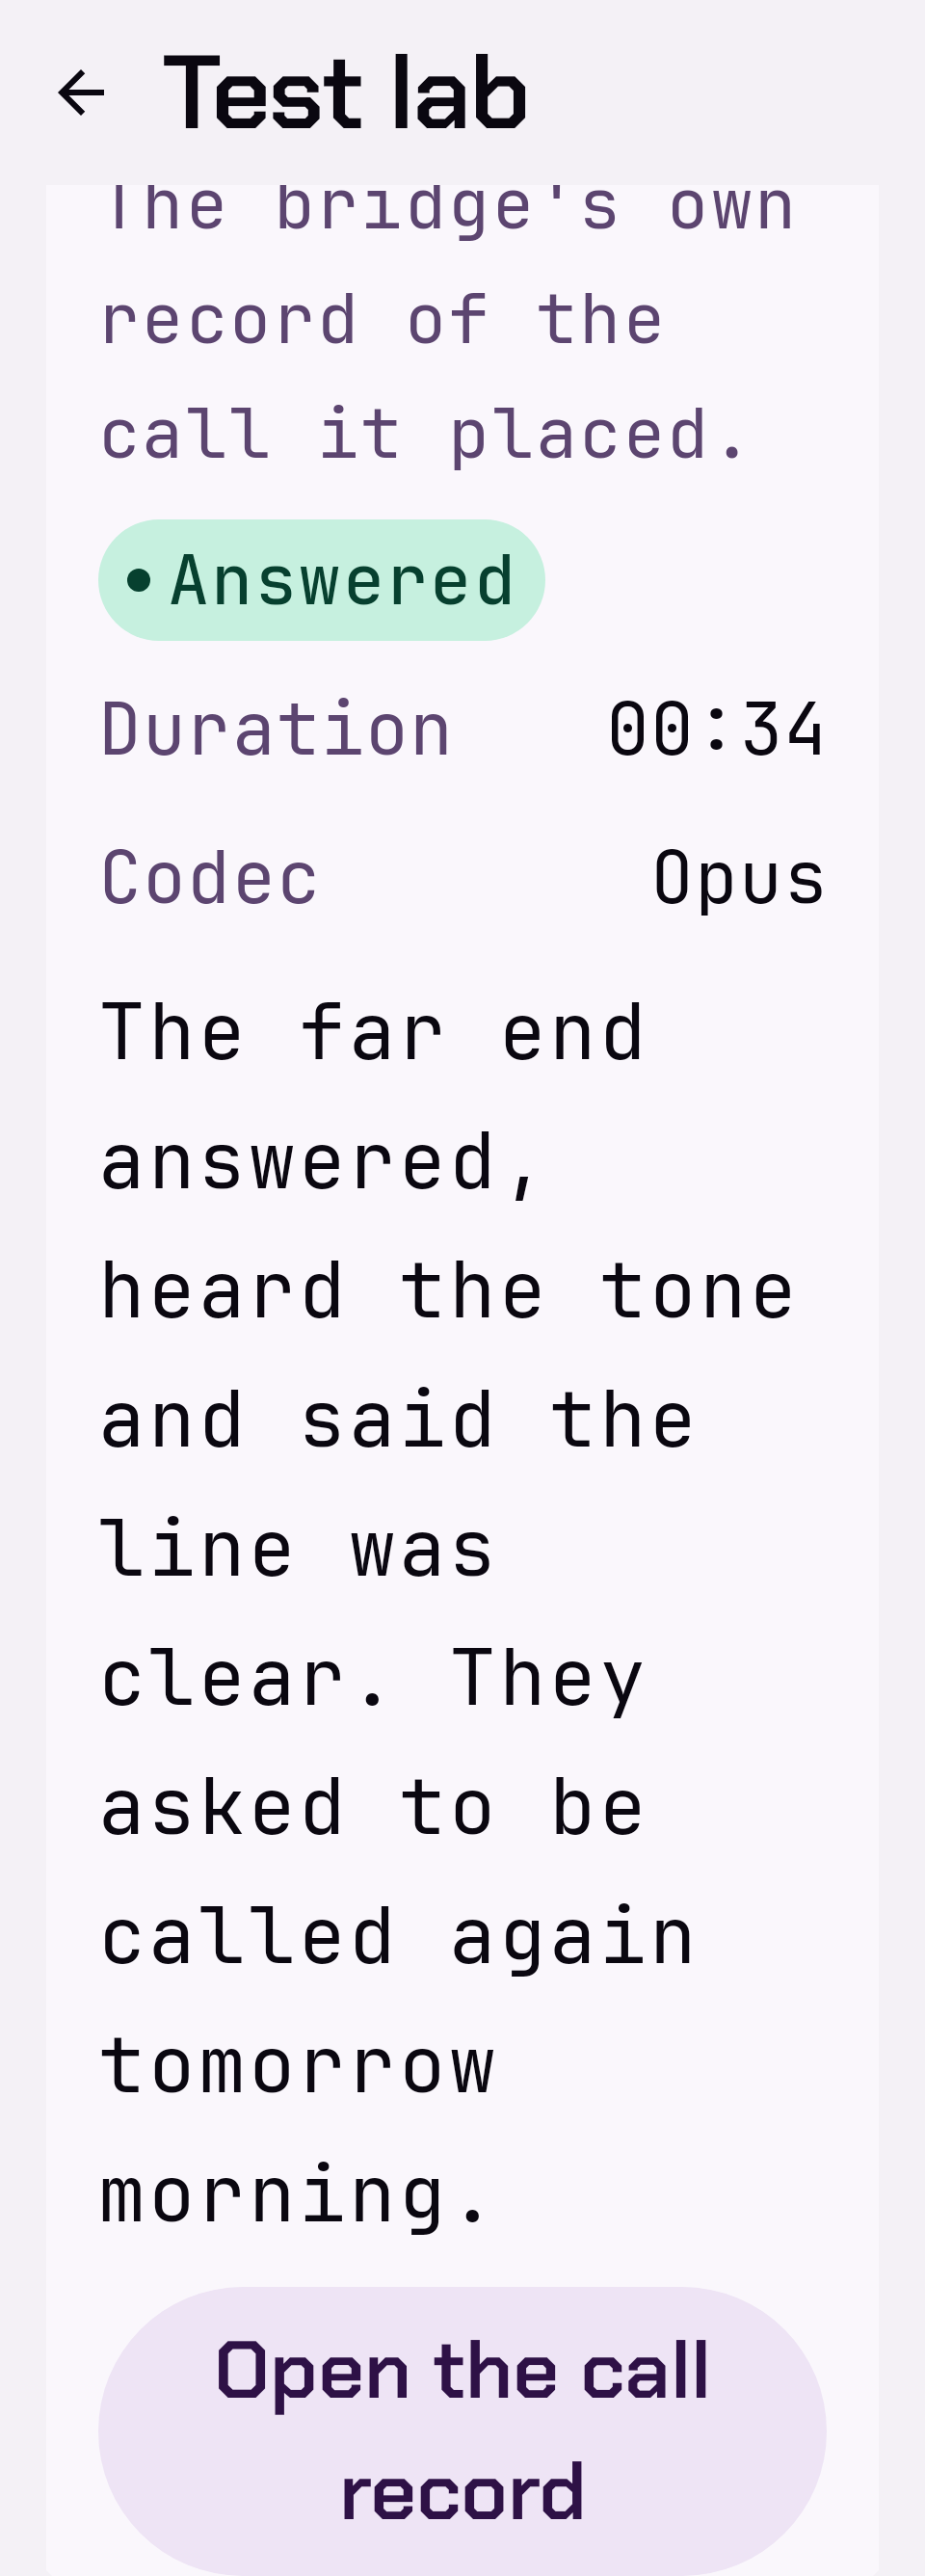 Test lab
The bridge's own
record of the
call it placed.
Answered
Duration 00:34
Codec Opus
The far end
answered,
heard the tone
and said the
line was
clear. They
asked to be
called again
tomorrow
morning.
Open the call
record